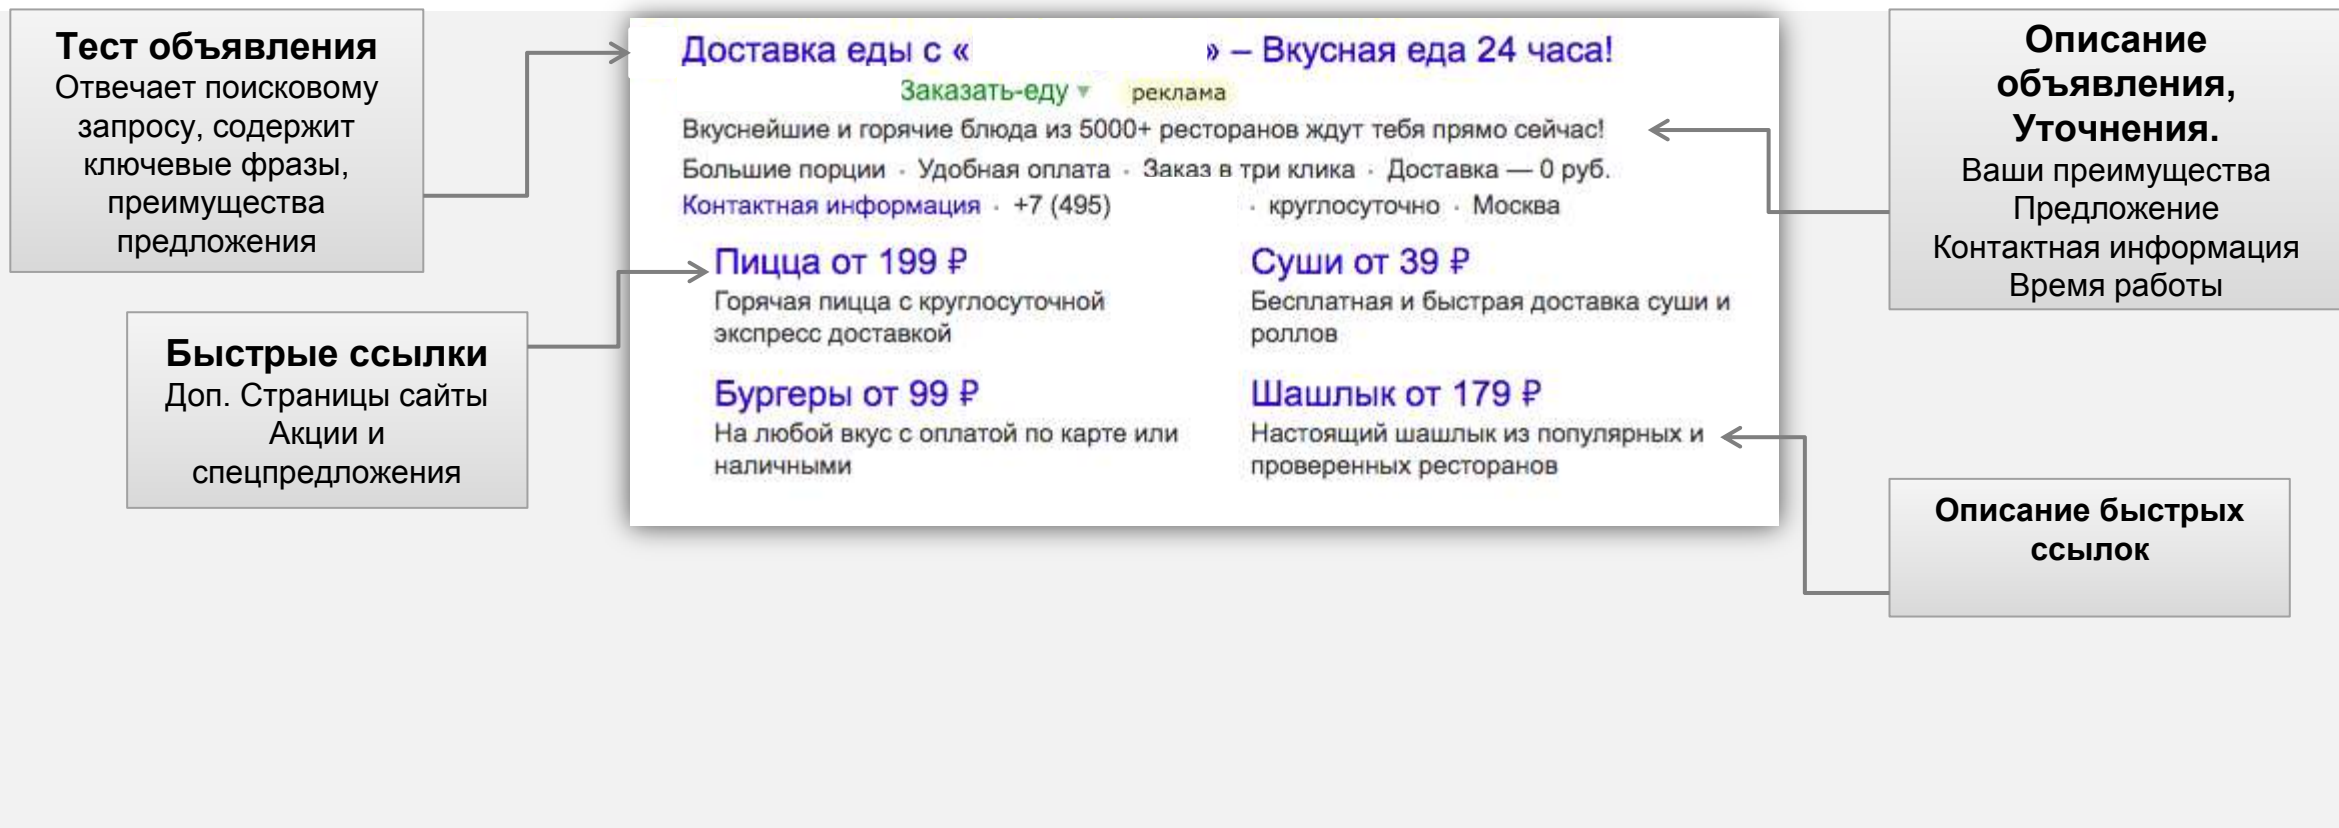 Тест объявления
Отвечает поисковому
запросу, содержит
ключевые фразы,
преимущества
предложения
Быстрые ссылки
Доп. Страницы сайты
Акции и
спецпредложения
Доставка еды с « » – Вкусная еда 24 часа!
Заказать-еду ▾ реклама
Вкуснейшие и горячие блюда из 5000+ ресторанов ждут тебя прямо сейчас!
Большие порции · Удобная оплата · Заказ в три клика · Доставка — 0 руб.
Контактная информация · +7 (495) · круглосуточно · Москва
Пицца от 199 ₽
Горячая пицца с круглосуточной
экспресс доставкой
Суши от 39 ₽
Бесплатная и быстрая доставка суши и
роллов
Бургеры от 99 ₽
На любой вкус с оплатой по карте или
наличными
Шашлык от 179 ₽
Настоящий шашлык из популярных и
проверенных ресторанов
Описание
объявления,
Уточнения.
Ваши преимущества
Предложение
Контактная информация
Время работы
Описание быстрых
ссылок